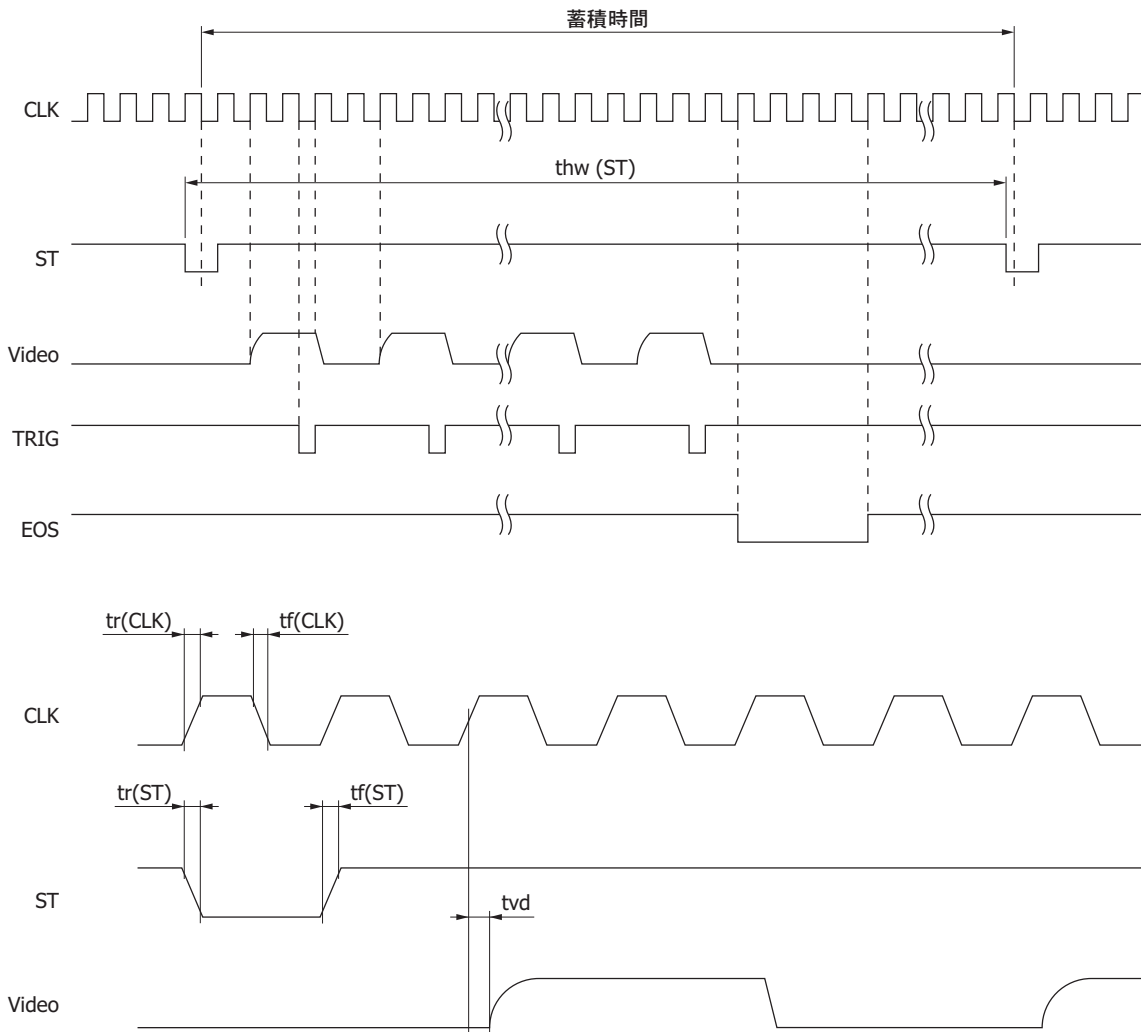 蓄積時間
CLK
thw (ST)
ST
Video
TRIG
EOS
tr(CLK) tf(CLK)
CLK
tr(ST) tf(ST)
ST
tvd
Video